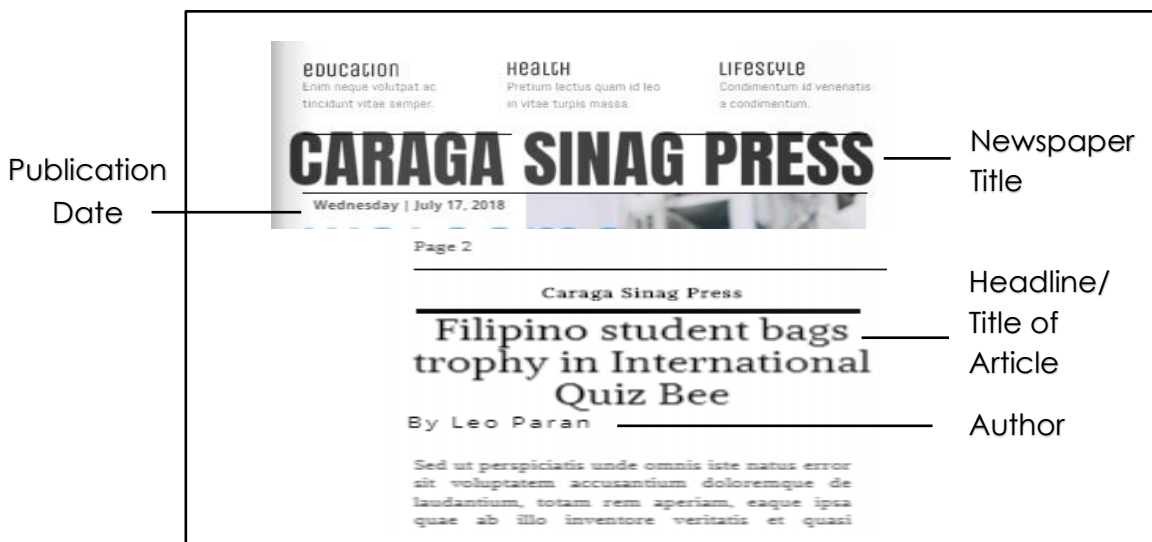 education
Enim neque volutpat ac
tincidunt vitae semper.
Health
Pretium lectus quam id leo
in vitae turpis massa.
Lifestyle
Condimentum id venenatis
a condimentum.
CARAGA SINAG PRESS
Newspaper
Title
Publication
Date
Wednesday | July 17, 2018
Page 2
Caraga Sinag Press
Filipino student bags
trophy in International
Quiz Bee
Headline/
Title of
Article
By Leo Paran
Author
Sed ut perspiciatis unde omnis iste natus error
sit voluptatem accusantium doloremque de
laudantium, totam rem aperiam, eaque ipsa
quae ab illo inventore veritatis et quasi